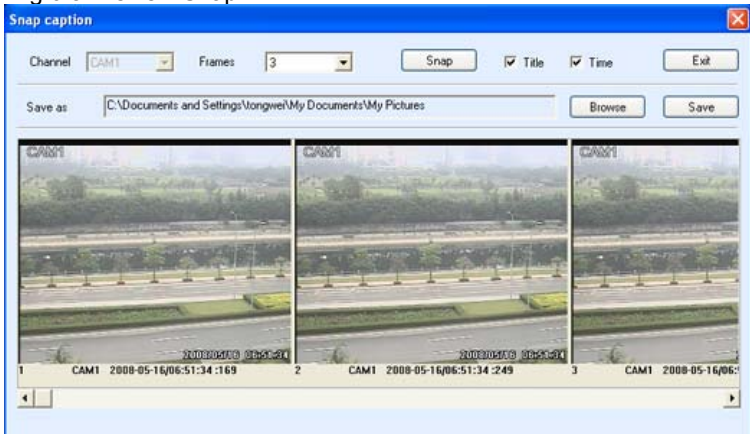 Snap caption
Channel CAM1 Frames 3 Snap Title Time Exit
Save as C:\Documents and Settings\tongwei\My Documents\My Pictures Browse Save
CAM1 CAM1 CAM1
2008/05/16 06:51:34 2008/05/16 06:51:34
1 CAM1 2008-05-16/06:51:34 :169 2 CAM1 2008-05-16/06:51:34 :249 3 CAM1 2008-05-16/06: